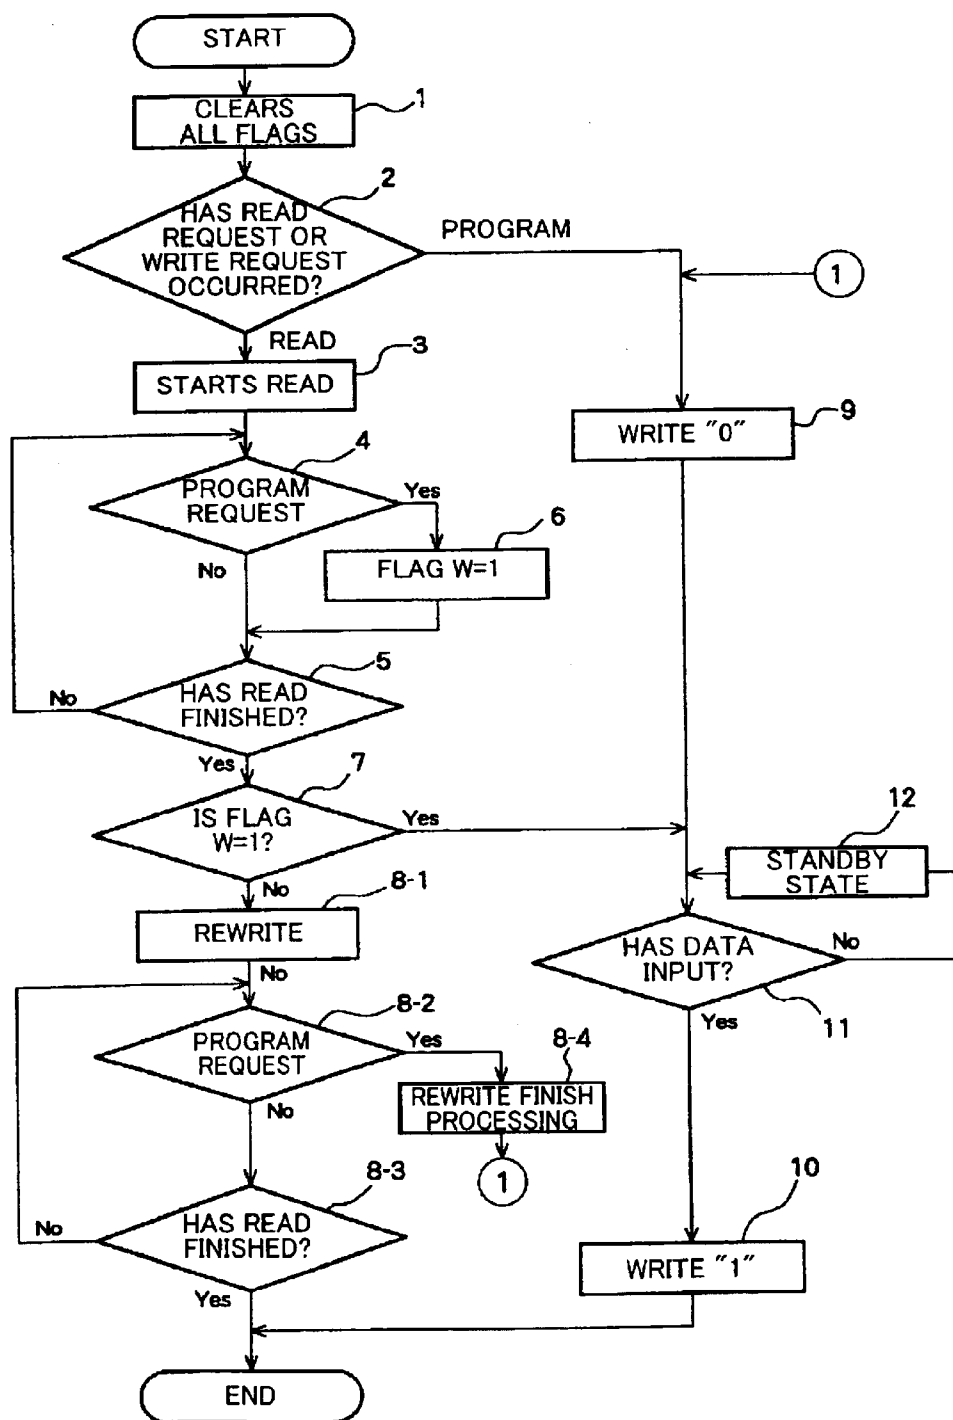 START
CLEARS
ALL FLAGS
1
HAS READ
REQUEST OR
WRITE REQUEST
OCCURRED?
2
PROGRAM
1
READ
STARTS READ
3
WRITE "0"
9
PROGRAM
REQUEST
4
Yes
No
FLAG W=1
6
HAS READ
FINISHED?
5
No
Yes
IS FLAG
W=1?
7
Yes
No
STANDBY
STATE
12
REWRITE
8-1
No
HAS DATA
INPUT?
No
11
Yes
PROGRAM
REQUEST
8-2
Yes
No
REWRITE FINISH
PROCESSING
8-4
1
HAS READ
FINISHED?
8-3
No
Yes
WRITE "1"
10
END